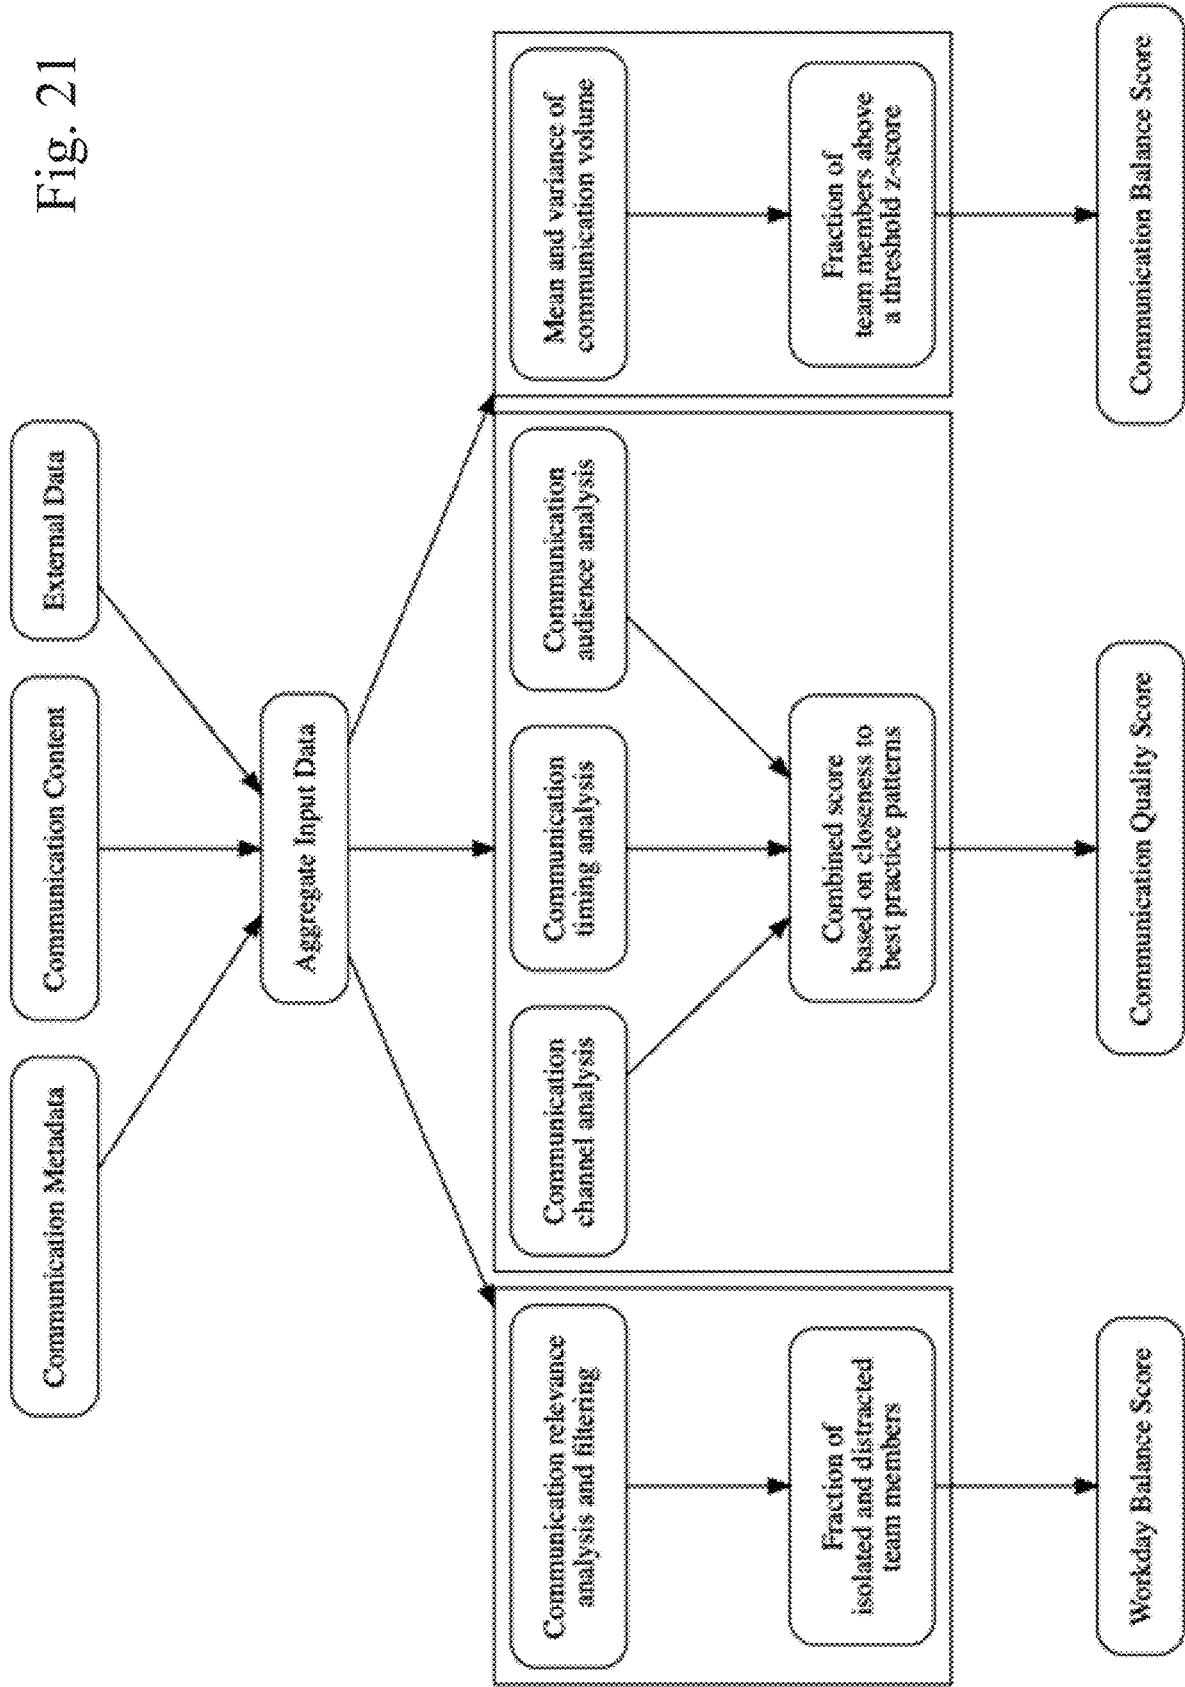 Fig. 21
Communication Metadata
Communication Content
External Data
Aggregate Input Data
Communication relevance
analysis and filtering
Communication
channel analysis
Communication
timing analysis
Communication
audience analysis
Mean and variance of
communication volume
Fraction of
isolated and distracted
team members
Combined score
based on closeness to
best practice patterns
Fraction of
team members above
a threshold z-score
Workday Balance Score
Communication Quality Score
Communication Balance Score